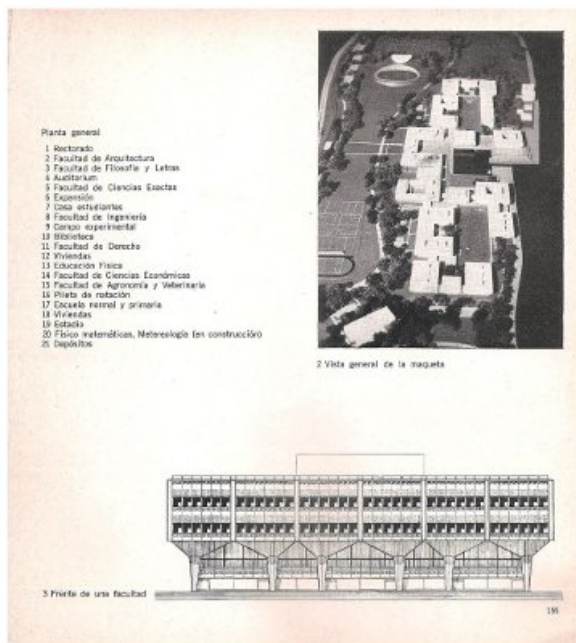 Planta general
1 Rectorado
2 Facultad de Arquitectura
3 Facultad de Filosofía y Letras
4 Auditorium
5 Facultad de Ciencias Exactas
6 Expansión
7 Casa estudiantes
8 Facultad de Ingeniería
9 Campo experimental
10 Biblioteca
11 Facultad de Derecho
12 Viviendas
13 Educación Física
14 Facultad de Ciencias Económicas
15 Facultad de Agronomía y Veterinaria
16 Pileta de natación
17 Escuela normal y primaria
18 Viviendas
19 Estadio
20 Físico matemáticas, Metereología (en construcción)
21 Depósitos
2 Vista general de la maqueta
3 Frente de una facultad